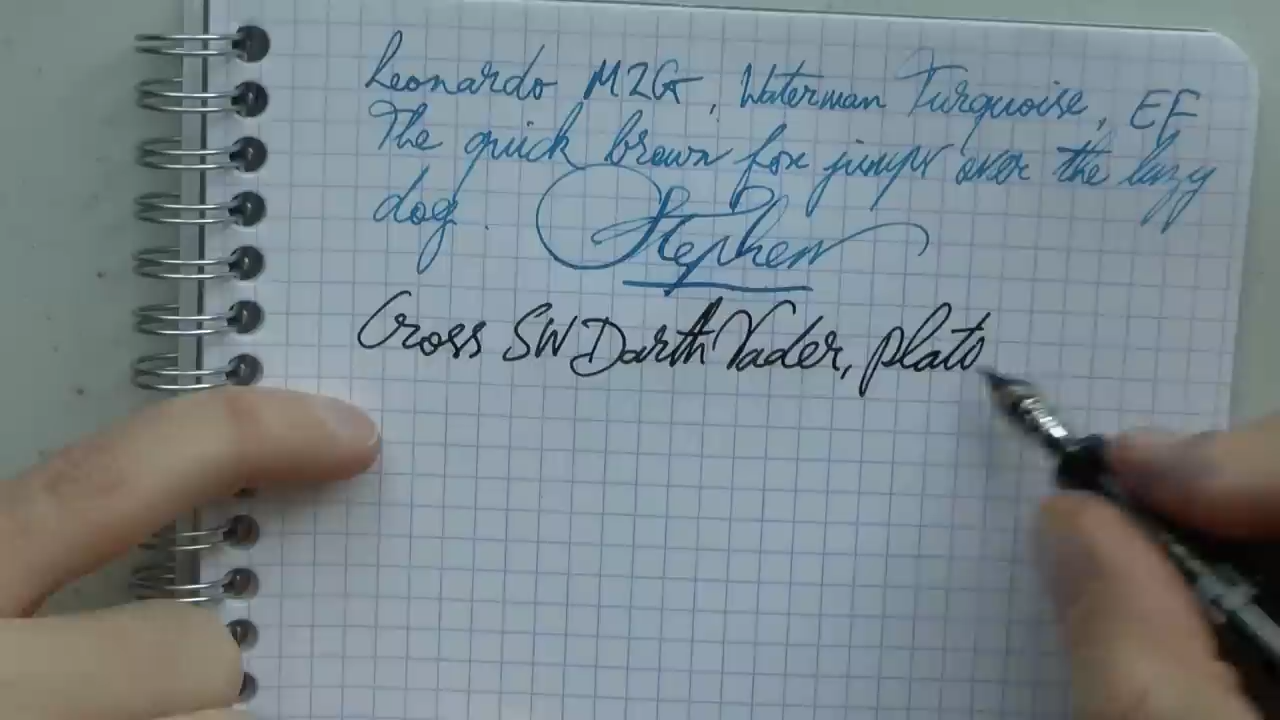 Leonardo MZG, Waterman Turquoise, EF
The quick brown fox jumps over the lazy
dog. Stephen
Cross SW Darth Vader, plato